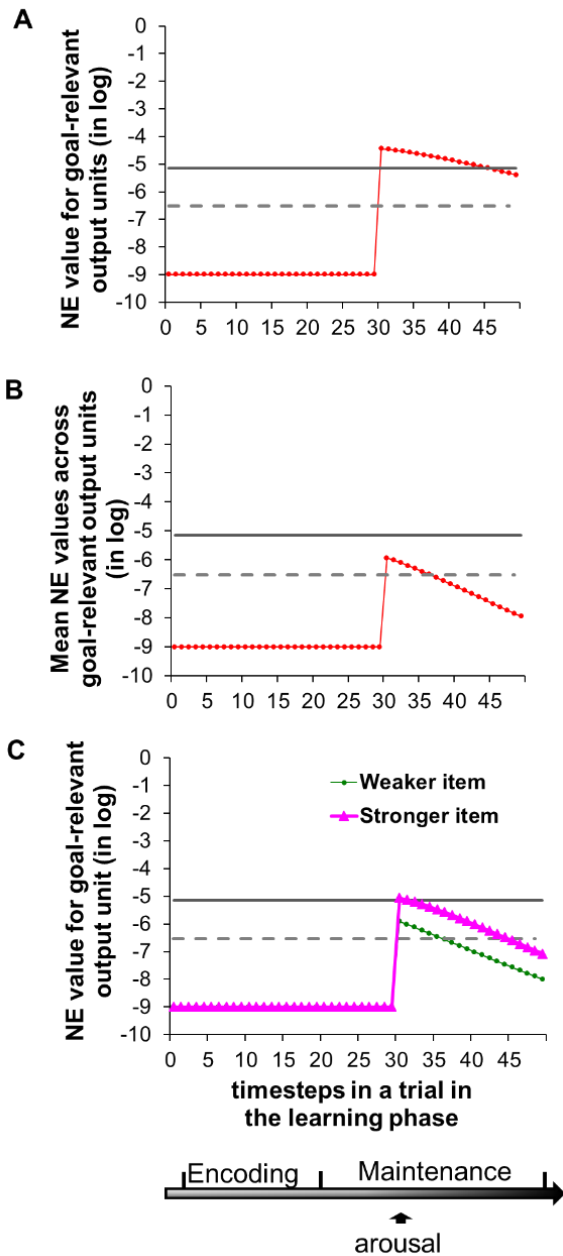 A
NE value for goal-relevant
output units (in log)
0
-1
-2
-3
-4
-5
-6
-7
-8
-9
-10
0 5 10 15 20 25 30 35 40 45
B
Mean NE values across
goal-relevant output units
(in log)
0
-1
-2
-3
-4
-5
-6
-7
-8
-9
-10
0 5 10 15 20 25 30 35 40 45
C
NE value for goal-relevant
output unit (in log)
0
-1
-2
-3
-4
-5
-6
-7
-8
-9
-10
Weaker item
Stronger item
0 5 10 15 20 25 30 35 40 45
timesteps in a trial in
the learning phase
Encoding Maintenance
arousal